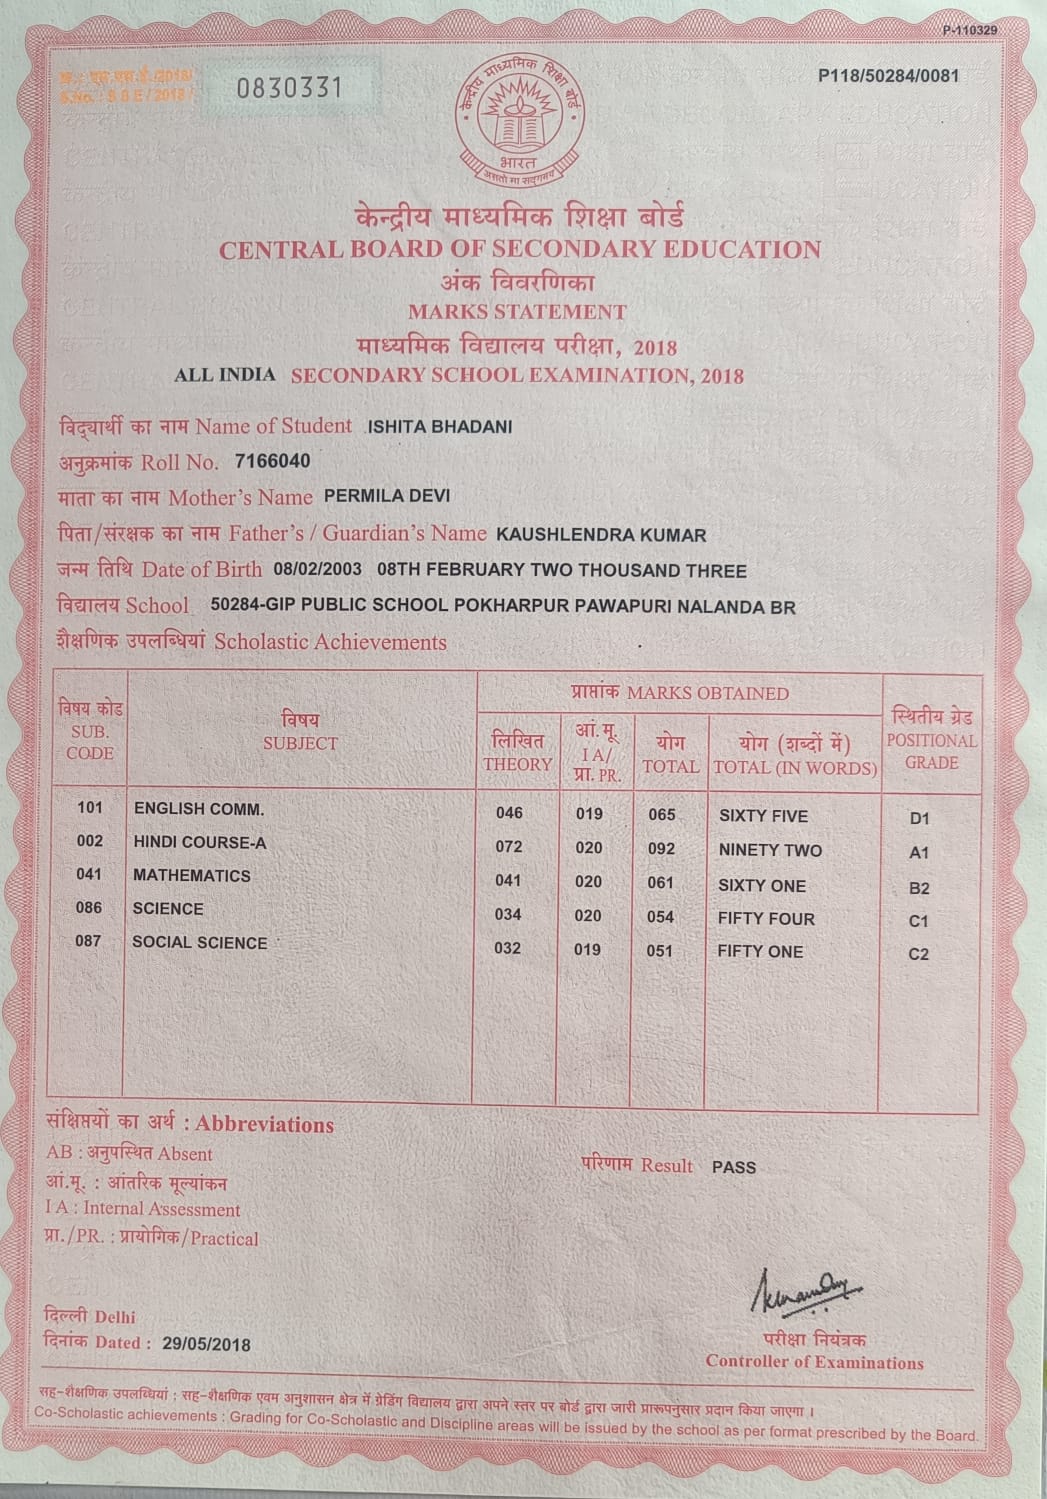 P-110329
क्र.: एस.एस.ई./2018/
S.No. : S S E / 2018 /
0830331
P118/50284/0081
केन्द्रीय माध्यमिक शिक्षा बोर्ड
भारत
असतो मा सद्गमय
केन्द्रीय माध्यमिक शिक्षा बोर्ड
CENTRAL BOARD OF SECONDARY EDUCATION
अंक विवरणिका
MARKS STATEMENT
माध्यमिक विद्यालय परीक्षा, 2018
ALL INDIA SECONDARY SCHOOL EXAMINATION, 2018
विद्यार्थी का नाम Name of Student ISHITA BHADANI
अनुक्रमांक Roll No. 7166040
माता का नाम Mother's Name PERMILA DEVI
पिता/संरक्षक का नाम Father's / Guardian's Name KAUSHLENDRA KUMAR
जन्म तिथि Date of Birth 08/02/2003 08TH FEBRUARY TWO THOUSAND THREE
विद्यालय School 50284-GIP PUBLIC SCHOOL POKHARPUR PAWAPURI NALANDA BR
शैक्षणिक उपलब्धियां Scholastic Achievements
विषय कोड SUB. CODE
विषय SUBJECT
प्राप्तांक MARKS OBTAINED
लिखित THEORY
आं.मू. I A/ प्रा. PR.
योग TOTAL
योग (शब्दों में) TOTAL (IN WORDS)
स्थितीय ग्रेड POSITIONAL GRADE
101 ENGLISH COMM. 046 019 065 SIXTY FIVE D1
002 HINDI COURSE-A 072 020 092 NINETY TWO A1
041 MATHEMATICS 041 020 061 SIXTY ONE B2
086 SCIENCE 034 020 054 FIFTY FOUR C1
087 SOCIAL SCIENCE 032 019 051 FIFTY ONE C2
संक्षिप्तयों का अर्थ : Abbreviations
AB : अनुपस्थित Absent
परिणाम Result PASS
आं.मू. : आंतरिक मूल्यांकन
I A : Internal Assessment
प्रा./PR. : प्रायोगिक/Practical
दिल्ली Delhi
दिनांक Dated : 29/05/2018
परीक्षा नियंत्रक
Controller of Examinations
सह-शैक्षणिक उपलब्धियां : सह-शैक्षणिक एवम अनुशासन क्षेत्र में ग्रेडिंग विद्यालय द्वारा अपने स्तर पर बोर्ड द्वारा जारी प्रारूपनुसार प्रदान किया जाएगा ।
Co-Scholastic achievements : Grading for Co-Scholastic and Discipline areas will be issued by the school as per format prescribed by the Board.